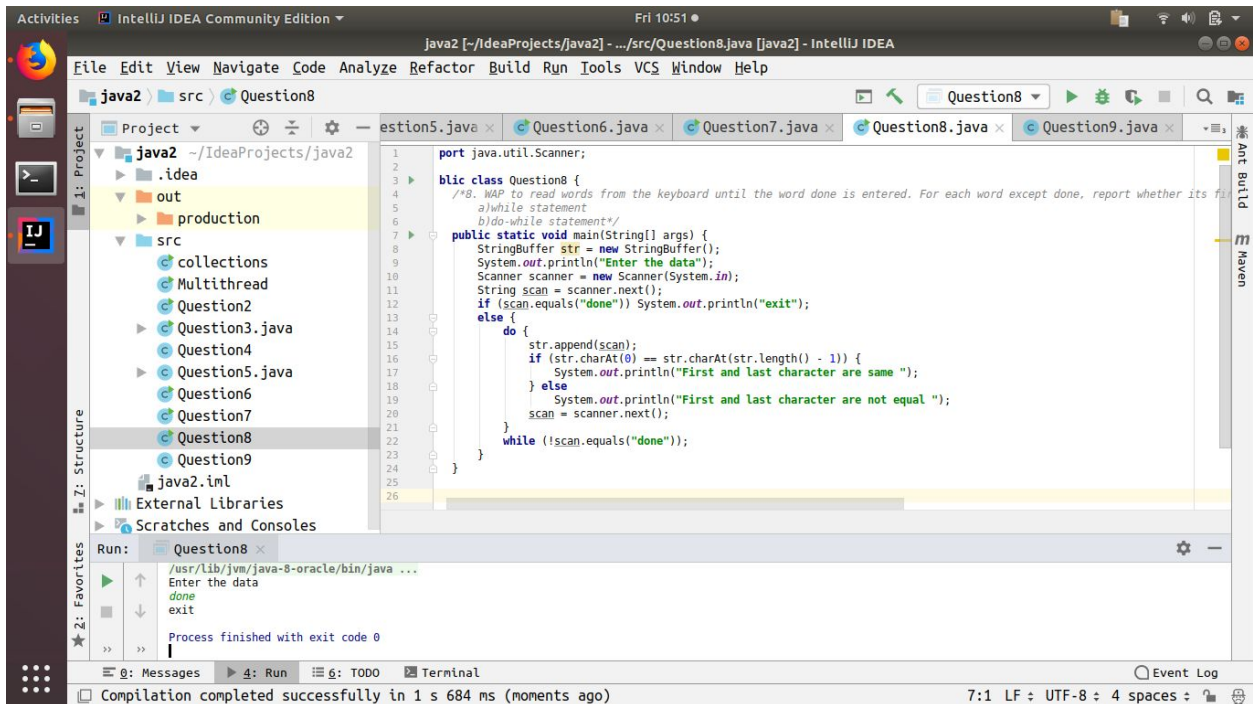 Activities IntelliJ IDEA Community Edition Fri 10:51
java2 [~/IdeaProjects/java2] - .../src/Question8.java [java2] - IntelliJ IDEA
File Edit View Navigate Code Analyze Refactor Build Run Tools VCS Window Help
java2 src Question8 Question8
Project estion5.java Question6.java Question7.java Question8.java Question9.java
1: Project
Ant Build
Maven
java2 ~/IdeaProjects/java2
.idea
out
production
src
collections
Multithread
Question2
Question3.java
Question4
Question5.java
Question6
Question7
Question8
Question9
java2.iml
External Libraries
Scratches and Consoles
1 port java.util.Scanner;
2
3 blic class Question8 {
4 /*8. WAP to read words from the keyboard until the word done is entered. For each word except done, report whether its fi
5 a)while statement
6 b)do-while statement*/
7 public static void main(String[] args) {
8 StringBuffer str = new StringBuffer();
9 System.out.println("Enter the data");
10 Scanner scanner = new Scanner(System.in);
11 String scan = scanner.next();
12 if (scan.equals("done")) System.out.println("exit");
13 else {
14 do {
15 str.append(scan);
16 if (str.charAt(0) == str.charAt(str.length() - 1)) {
17 System.out.println("First and last character are same ");
18 } else
19 System.out.println("First and last character are not equal ");
20 scan = scanner.next();
21 }
22 while (!scan.equals("done"));
23 }
24 }
25
26
7: Structure
2: Favorites
Run: Question8
/usr/lib/jvm/java-8-oracle/bin/java ...
Enter the data
done
exit
Process finished with exit code 0
0: Messages 4: Run 6: TODO Terminal Event Log
Compilation completed successfully in 1 s 684 ms (moments ago) 7:1 LF UTF-8 4 spaces